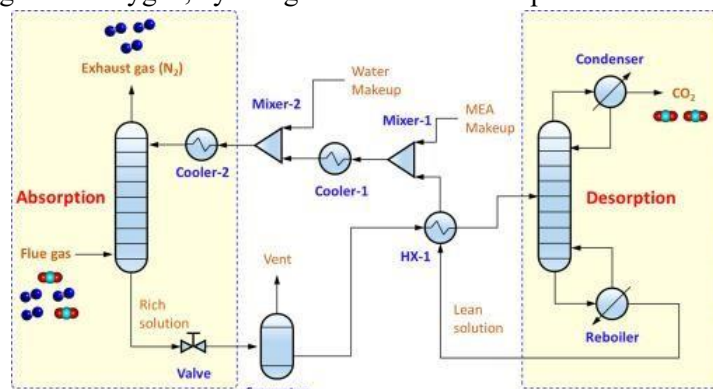 Exhaust gas (N₂)
Water
Makeup
Mixer-2
MEA
Makeup
Mixer-1
Condenser
CO₂
Cooler-2
Cooler-1
Absorption
Desorption
Flue gas
HX-1
Vent
Rich
solution
Lean
solution
Valve
Reboiler